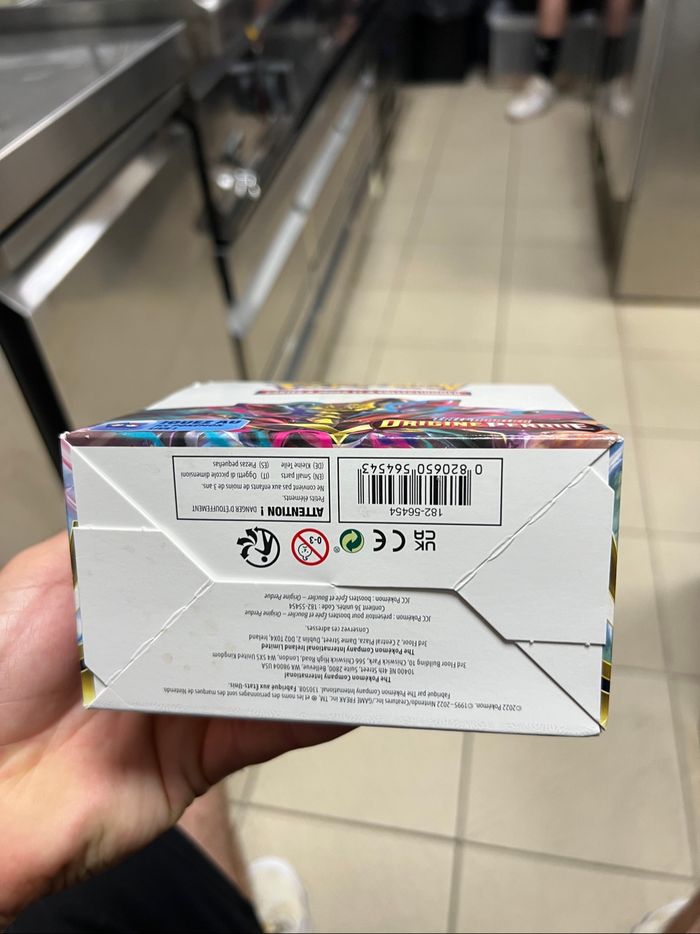 ORIGINE PERDUE
182-56454
0 820650 564543
ATTENTION ! DANGER D'ÉTOUFFEMENT
Petits éléments.
Ne convient pas aux enfants de moins de 3 ans.
(EN) Small parts (IT) Oggetti di piccole dimensioni
(DE) Kleine Teile (ES) Piezas pequeñas
UK CA
CE
0-3
©2022 Pokémon. ©1995–2022 Nintendo/Creatures Inc./GAME FREAK inc. ® et les noms des personnages sont des marques de Nintendo.
Fabriqué par The Pokémon Company International. 130508 Fabriqué aux États-Unis.
The Pokémon Company International
10400 NE 4th Street, Suite 2800, Bellevue, WA 98004 USA
3rd Floor Building 10, Chiswick Park, 566 Chiswick High Road, London, W4 5XS United Kingdom
The Pokémon Company International Ireland Limited
3rd Floor, 2 Central Plaza, Dame Street, Dublin 2, D02 1 0X4, Ireland
Conservez ces adresses.
JCC Pokémon : présentoir pour boosters Épée et Bouclier – Origine Perdue
Contient 36 unités. Code : 182-55454
JCC Pokémon : boosters Épée et Bouclier – Origine Perdue